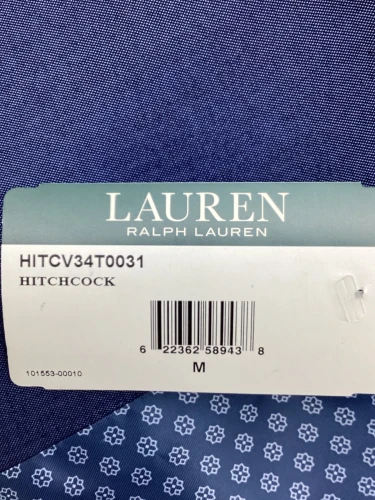 LAUREN
RALPH LAUREN
HITCV34T0031
HITCHCOCK
6 22362 58943 8
M
101553-00010